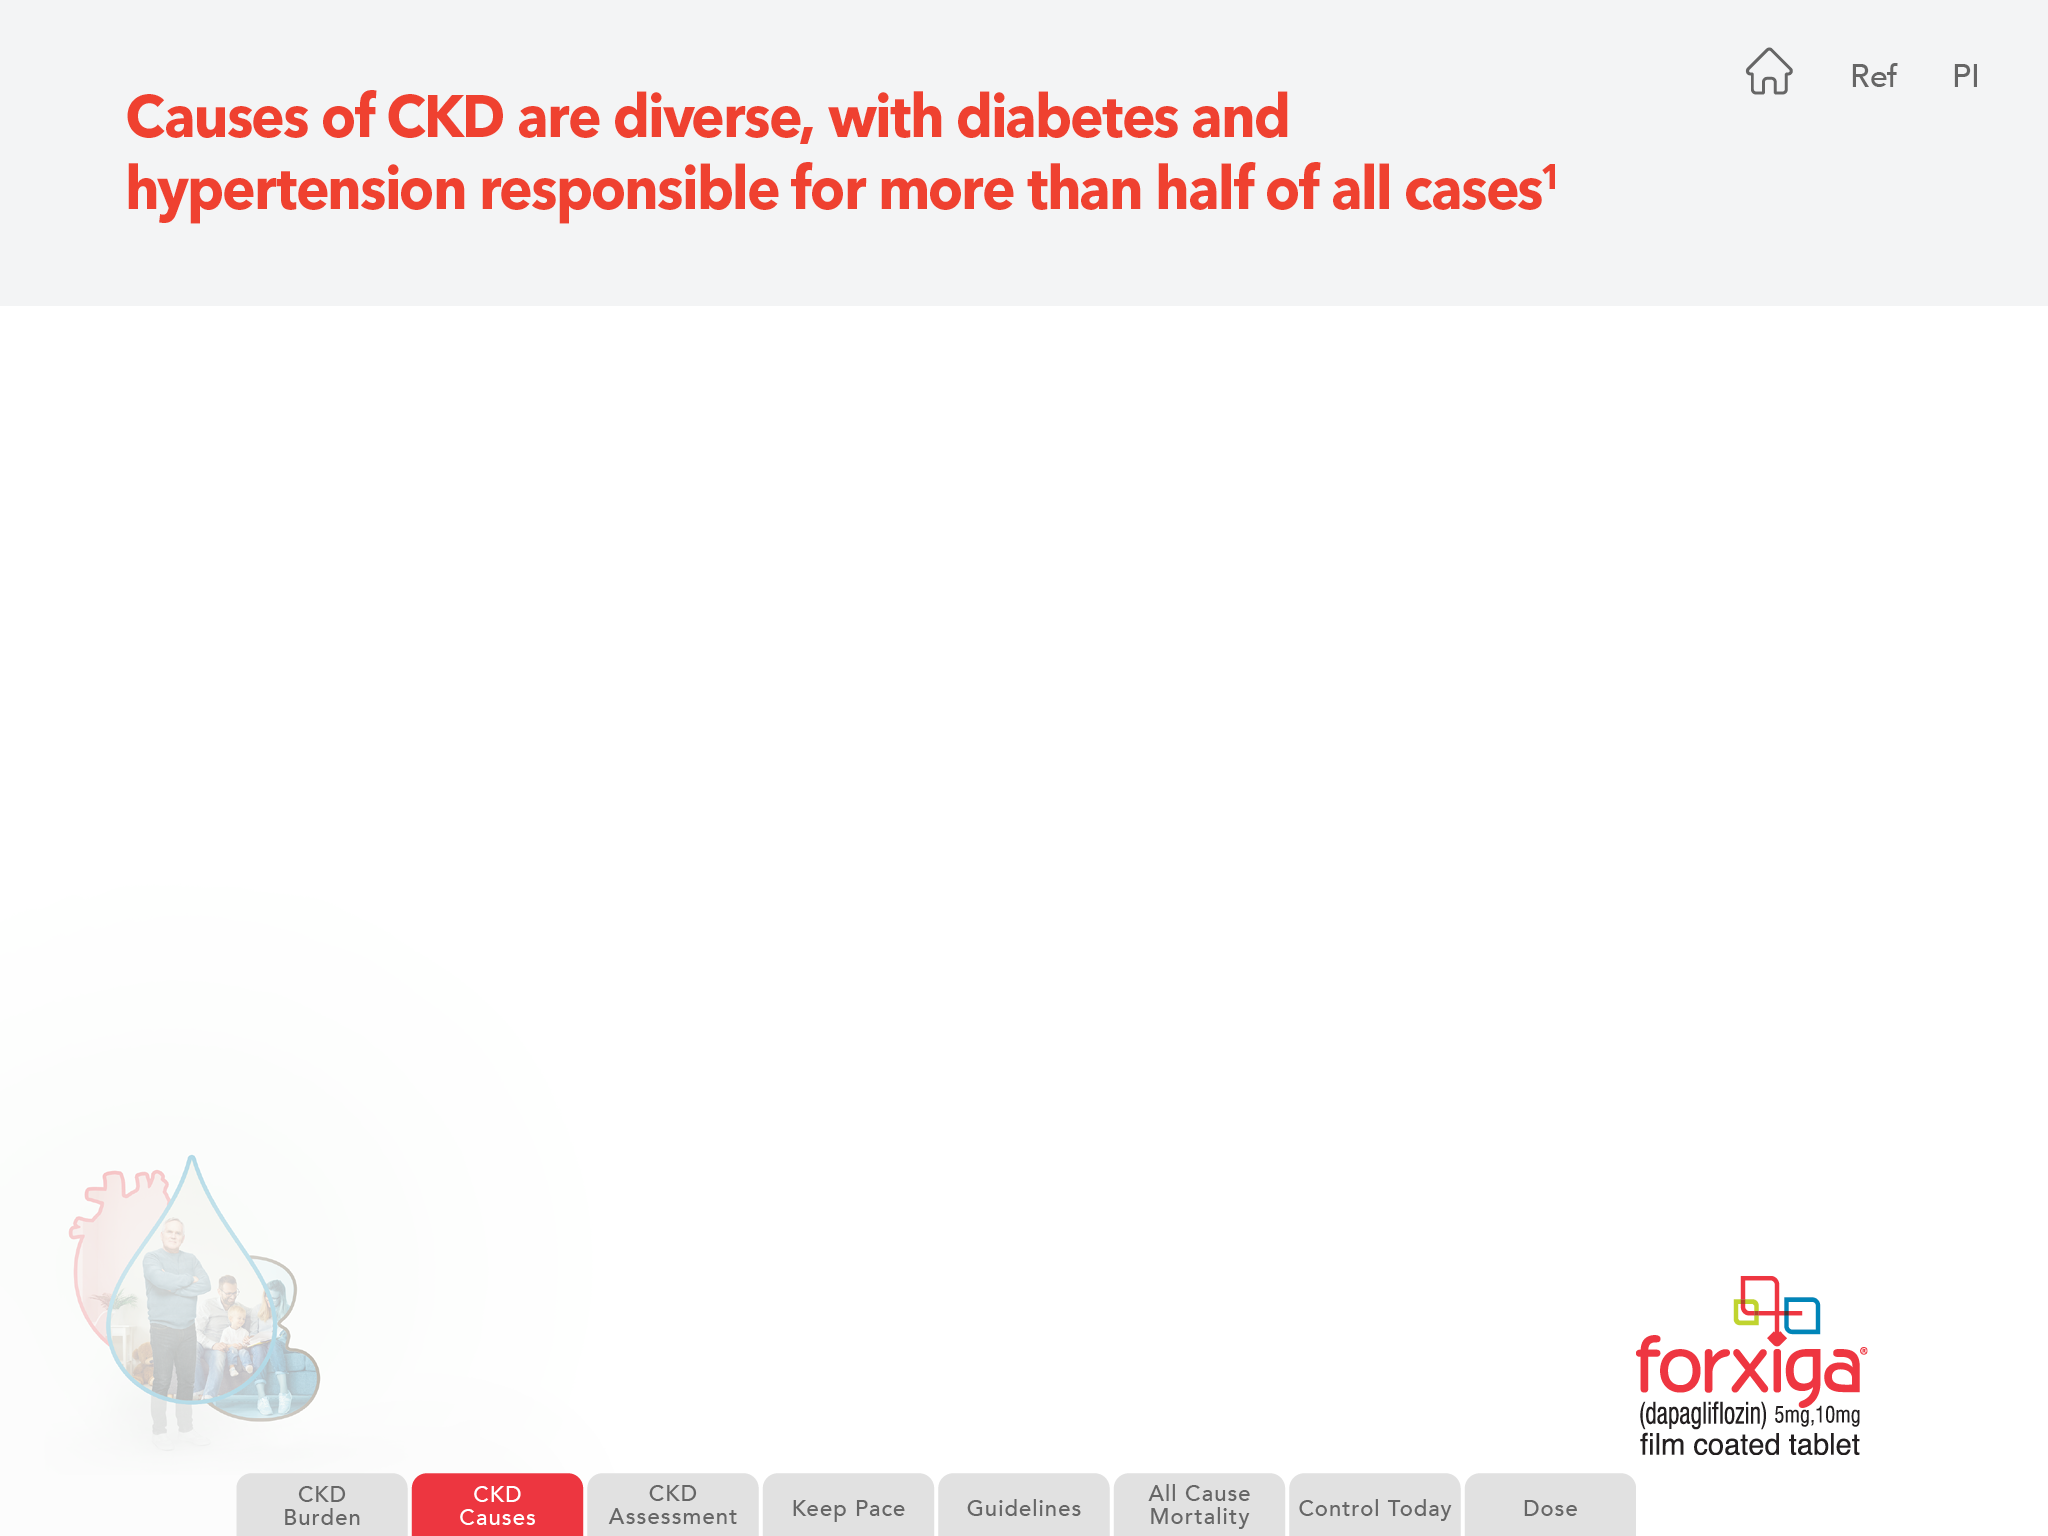 Ref
PI
Causes of CKD are diverse, with diabetes and
hypertension responsible for more than half of all cases¹
forxiga®
(dapagliflozin) 5mg,10mg
film coated tablet
CKD
Burden
CKD
Causes
CKD
Assessment
Keep Pace
Guidelines
All Cause
Mortality
Control Today
Dose